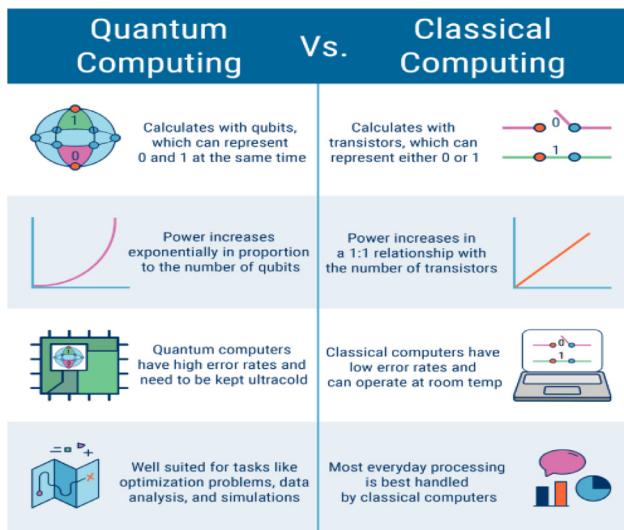 Quantum
Computing
Vs.
Classical
Computing
1
0
Calculates with qubits,
which can represent
0 and 1 at the same time
Calculates with
transistors, which can
represent either 0 or 1
0
1
Power increases
exponentially in proportion
to the number of qubits
Power increases in
a 1:1 relationship with
the number of transistors
Quantum computers
have high error rates and
need to be kept ultracold
Classical computers have
low error rates and
can operate at room temp
0
1
Well suited for tasks like
optimization problems, data
analysis, and simulations
Most everyday processing
is best handled
by classical computers